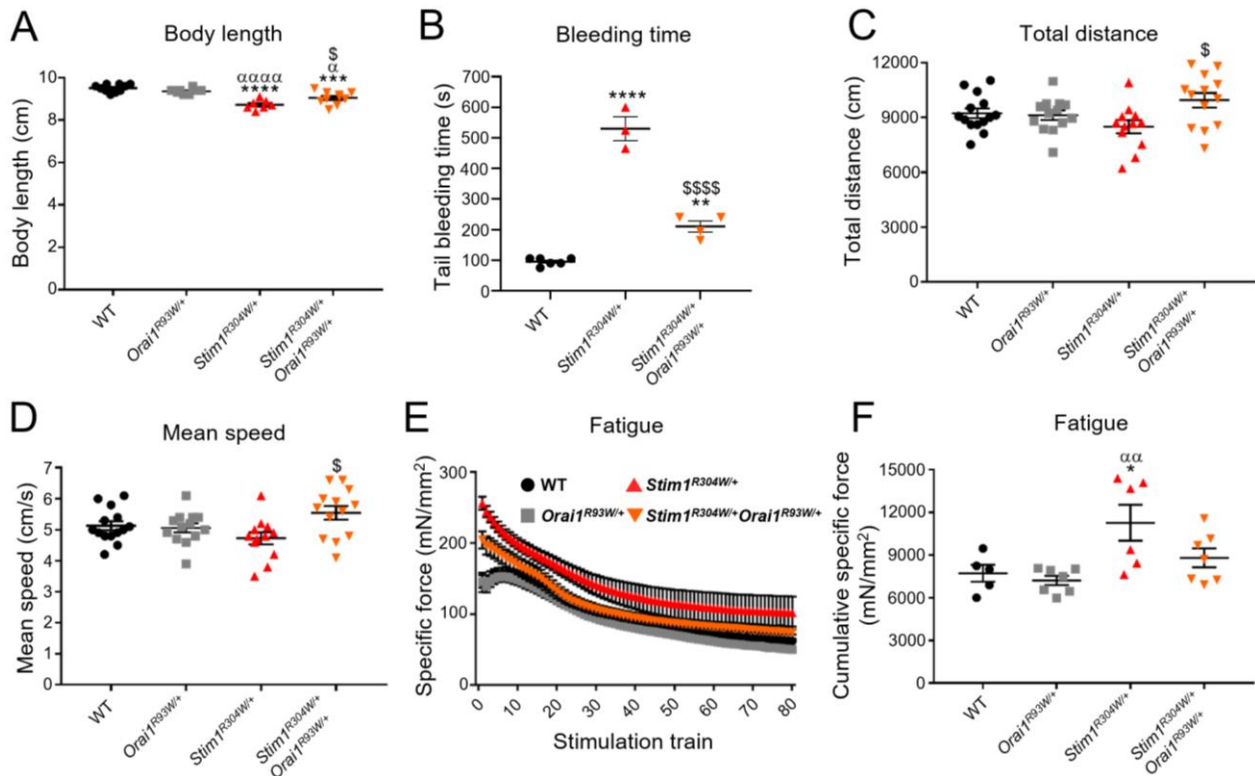 A
Body length
Body length (cm)
10
8
6
4
2
0
αααα
****
$
α
***
WT
Orai1R93W/+
Stim1R304W/+
Stim1R304W/+
Orai1R93W/+
B
Bleeding time
Tail bleeding time (s)
700
600
500
400
300
200
100
0
****
$$$$
**
WT
Stim1R304W/+
Stim1R304W/+
Orai1R93W/+
C
Total distance
Total distance (cm)
12000
9000
6000
3000
0
$
WT
Orai1R93W/+
Stim1R304W/+
Stim1R304W/+
Orai1R93W/+
D
Mean speed
Mean speed (cm/s)
7
6
5
4
3
2
1
0
$
WT
Orai1R93W/+
Stim1R304W/+
Stim1R304W/+
Orai1R93W/+
E
Fatigue
Specific force (mN/mm2)
300
200
100
0
WT
Stim1R304W/+
Orai1R93W/+
Stim1R304W/+Orai1R93W/+
0 10 20 30 40 50 60 70 80
Stimulation train
F
Fatigue
Cumulative specific force
(mN/mm2)
15000
12000
9000
6000
3000
0
αα
*
WT
Orai1R93W/+
Stim1R304W/+
Stim1R304W/+
Orai1R93W/+